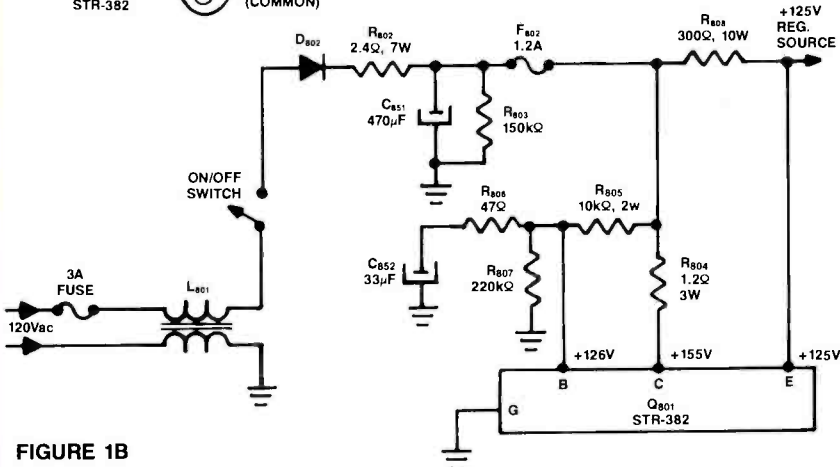 STR-382
(COMMON)
+125V
REG.
SOURCE
D802
R802
2.4Ω, 7W
F802
1.2A
R808
300Ω, 10W
C851
470μF
R803
150kΩ
ON/OFF
SWITCH
R806
47Ω
R805
10kΩ, 2w
C852
33μF
R807
220kΩ
R804
1.2Ω
3W
3A
FUSE
L801
120Vac
+126V
+155V
+125V
B
C
E
G
Q801
STR-382
FIGURE 1B